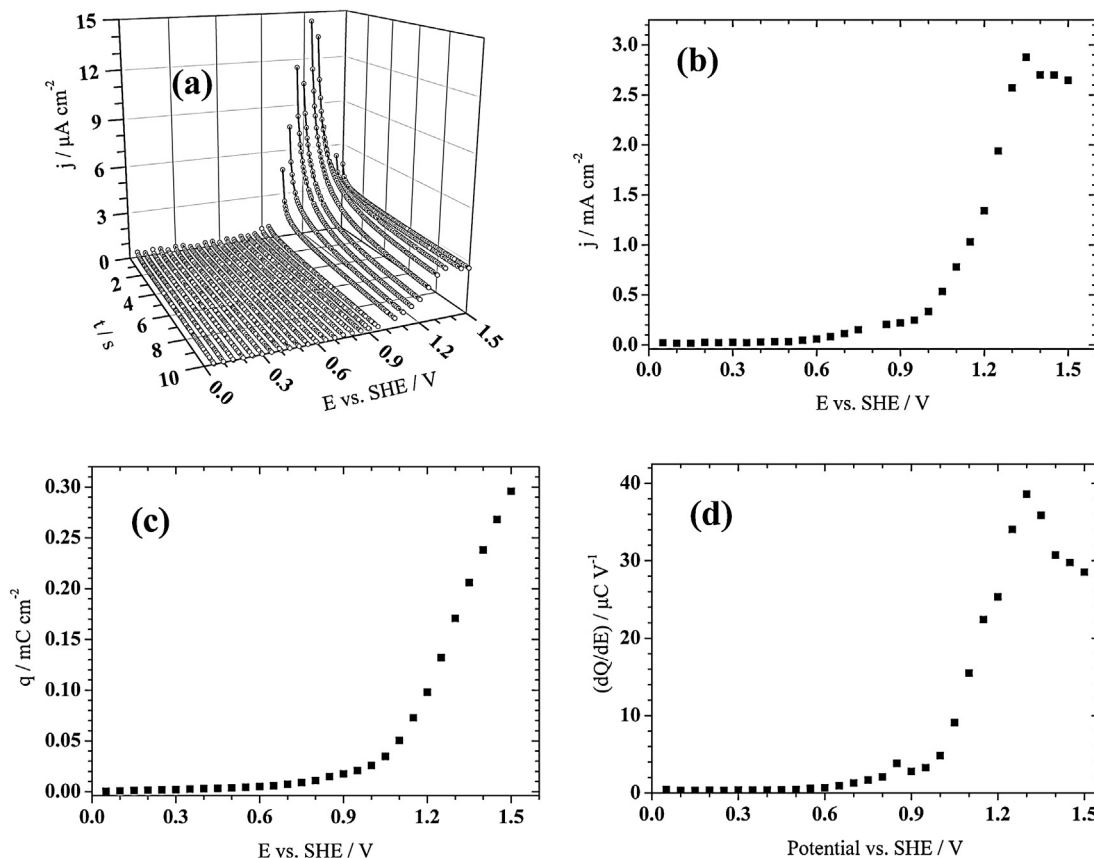 (a)
15
12
9
6
3
0
j / µA cm-2
2
4
6
8
10
t / s
0.0
0.3
0.6
0.9
1.2
1.5
E vs. SHE / V
(b)
3.0
2.5
2.0
1.5
1.0
0.5
0.0
j / mA cm-2
0.0 0.3 0.6 0.9 1.2 1.5
E vs. SHE / V
(c)
0.30
0.25
0.20
0.15
0.10
0.05
0.00
q / mC cm-2
0.0 0.3 0.6 0.9 1.2 1.5
E vs. SHE / V
(d)
40
30
20
10
0
(dQ/dE) / µC V-1
0.0 0.3 0.6 0.9 1.2 1.5
Potential vs. SHE / V